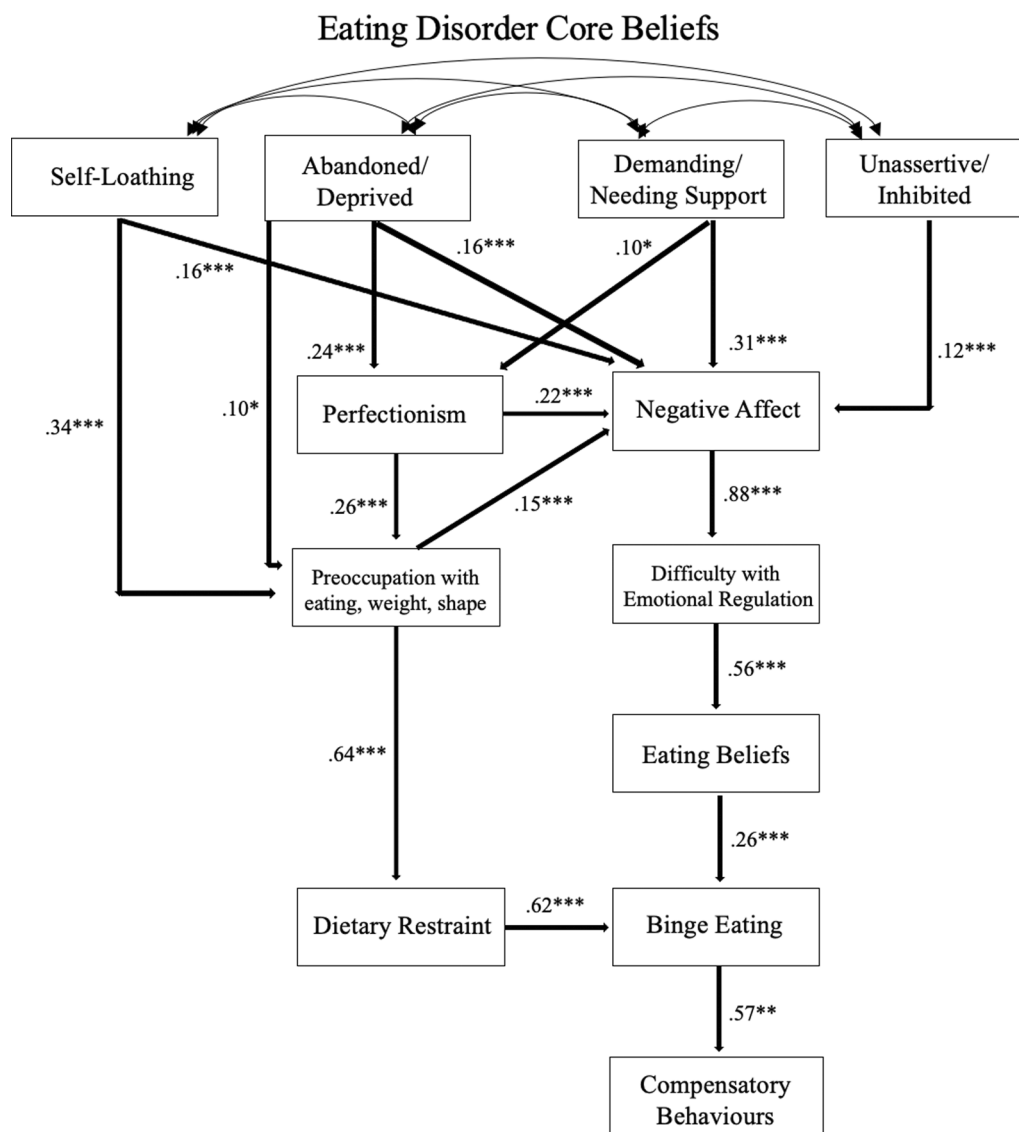 Eating Disorder Core Beliefs
Self-Loathing
Abandoned/
Deprived
Demanding/
Needing Support
Unassertive/
Inhibited
.16***
.16***
.10*
.24***
.31***
.12***
.34***
.10*
Perfectionism
.22***
Negative Affect
.26***
.15***
.88***
Preoccupation with
eating, weight, shape
Difficulty with
Emotional Regulation
.56***
.64***
Eating Beliefs
.26***
Dietary Restraint
.62***
Binge Eating
.57**
Compensatory
Behaviours